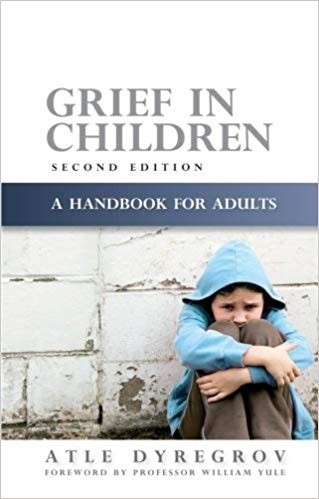 GRIEF IN
CHILDREN
SECOND EDITION
A HANDBOOK FOR ADULTS
ATLE DYREGROV
FOREWORD BY PROFESSOR WILLIAM YULE